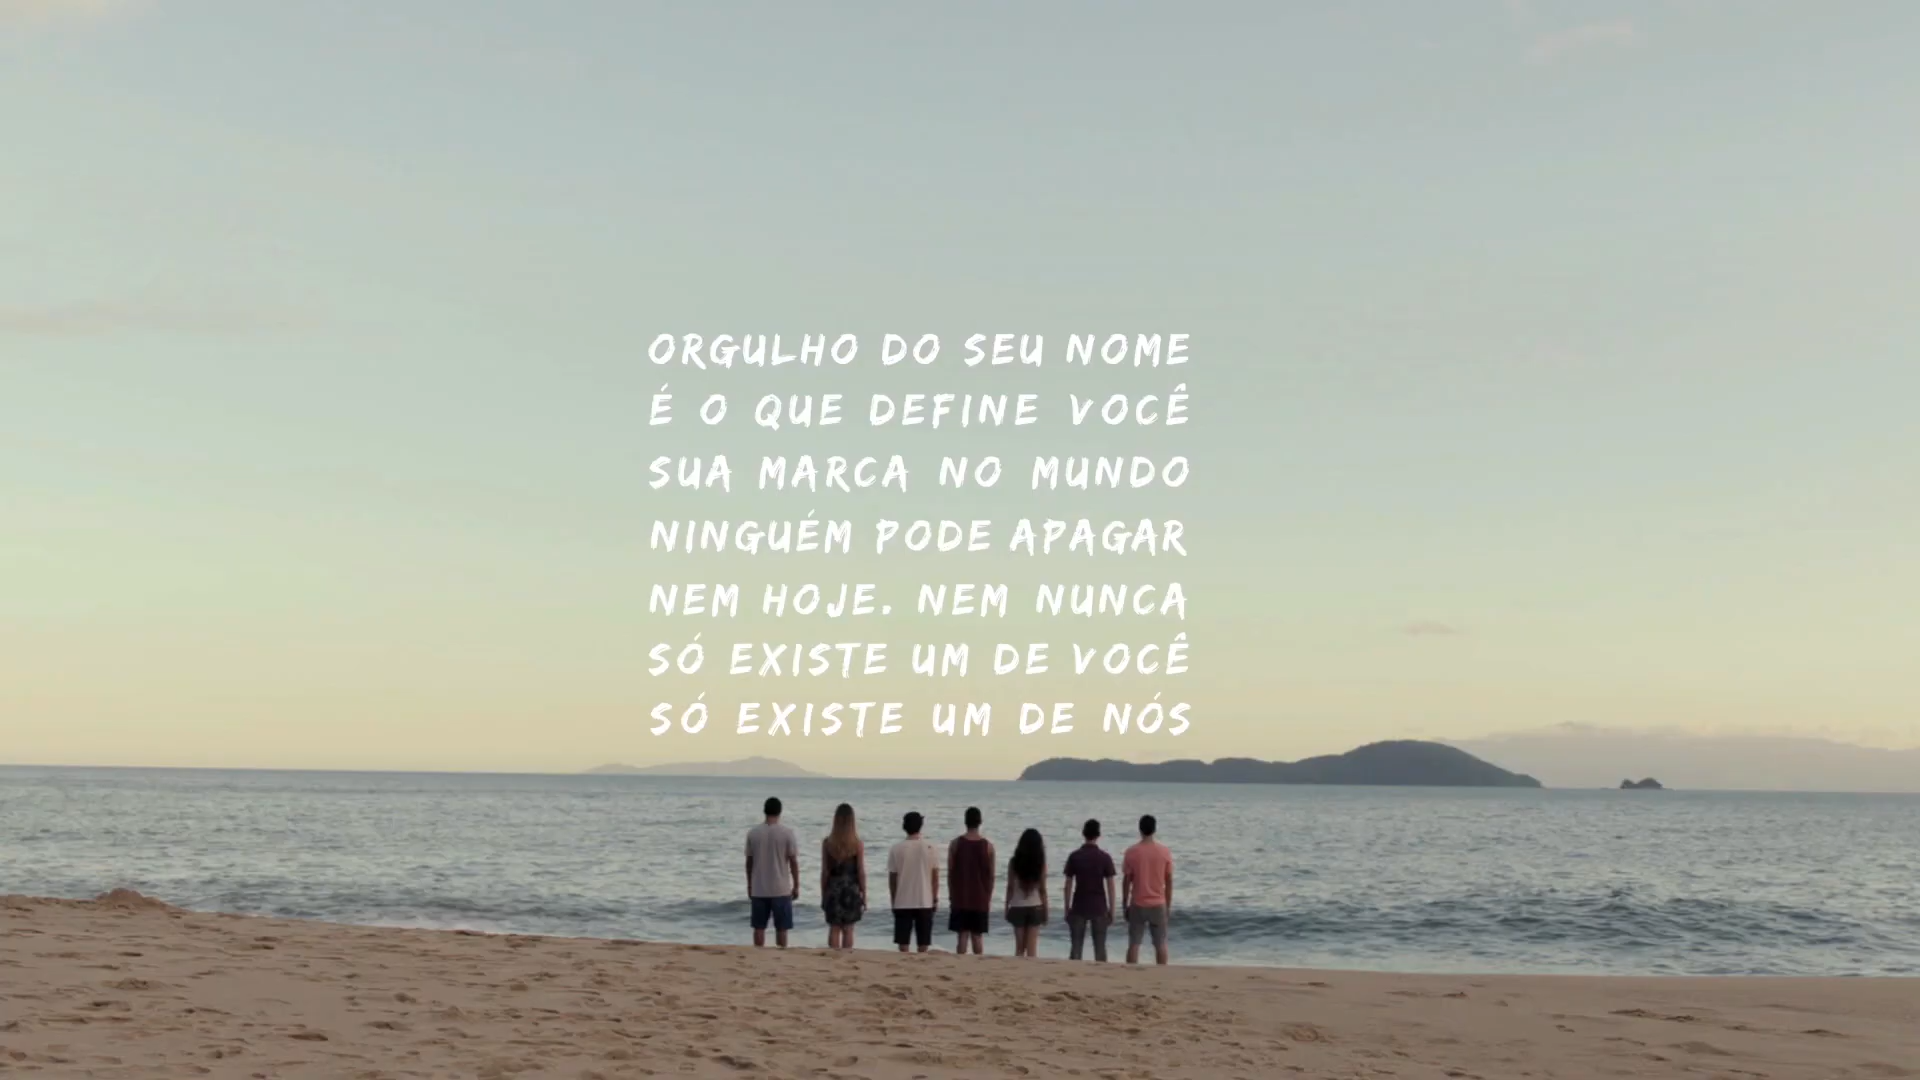 ORGULHO DO SEU NOME
É O QUE DEFINE VOCÊ
SUA MARCA NO MUNDO
NINGUÉM PODE APAGAR
NEM HOJE. NEM NUNCA
SÓ EXISTE UM DE VOCÊ
SÓ EXISTE UM DE NÓS